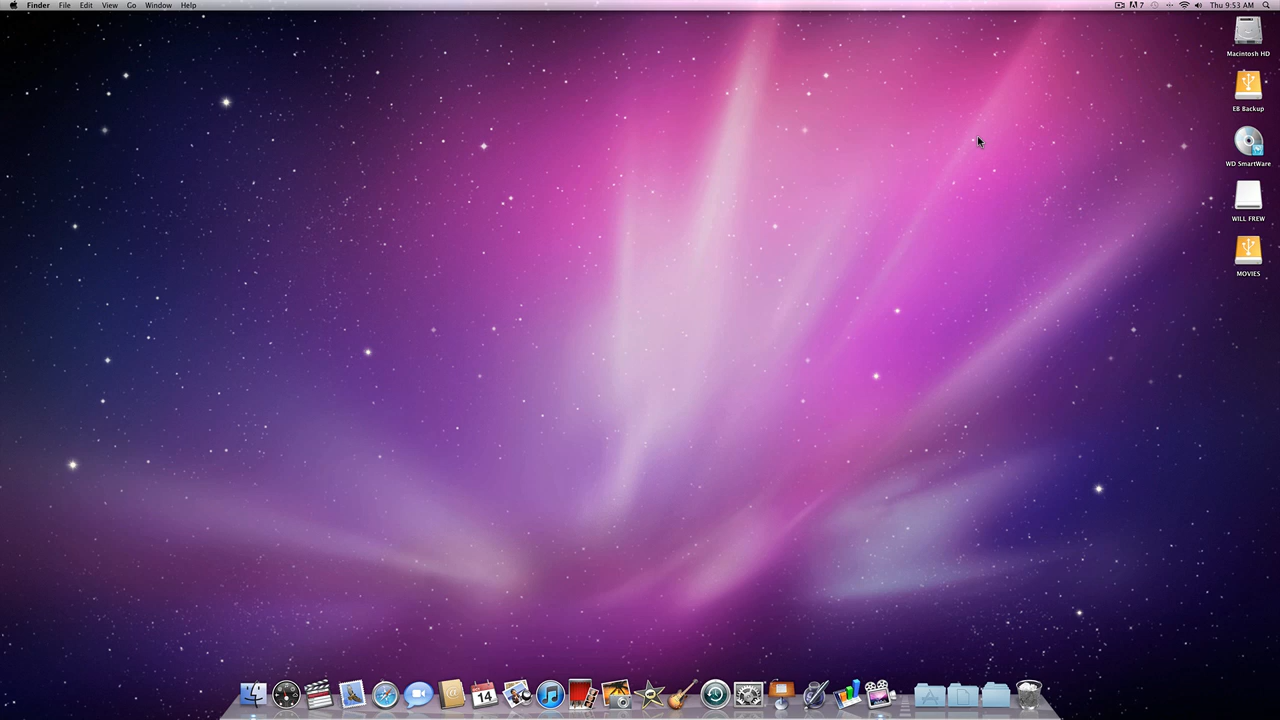 Finder File Edit View Go Window Help
7 Thu 9:53 AM
Macintosh HD
EB Backup
WD SmartWare
WILL FREW
MOVIES
14